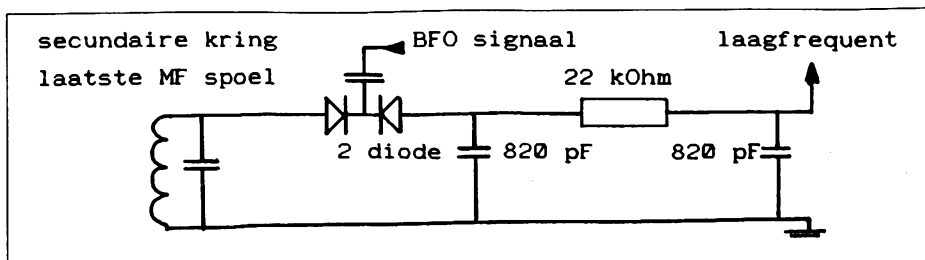 secundaire kring
laatste MF spoel
BFO signaal
laagfrequent
22 kOhm
2 diode
820 pF
820 pF